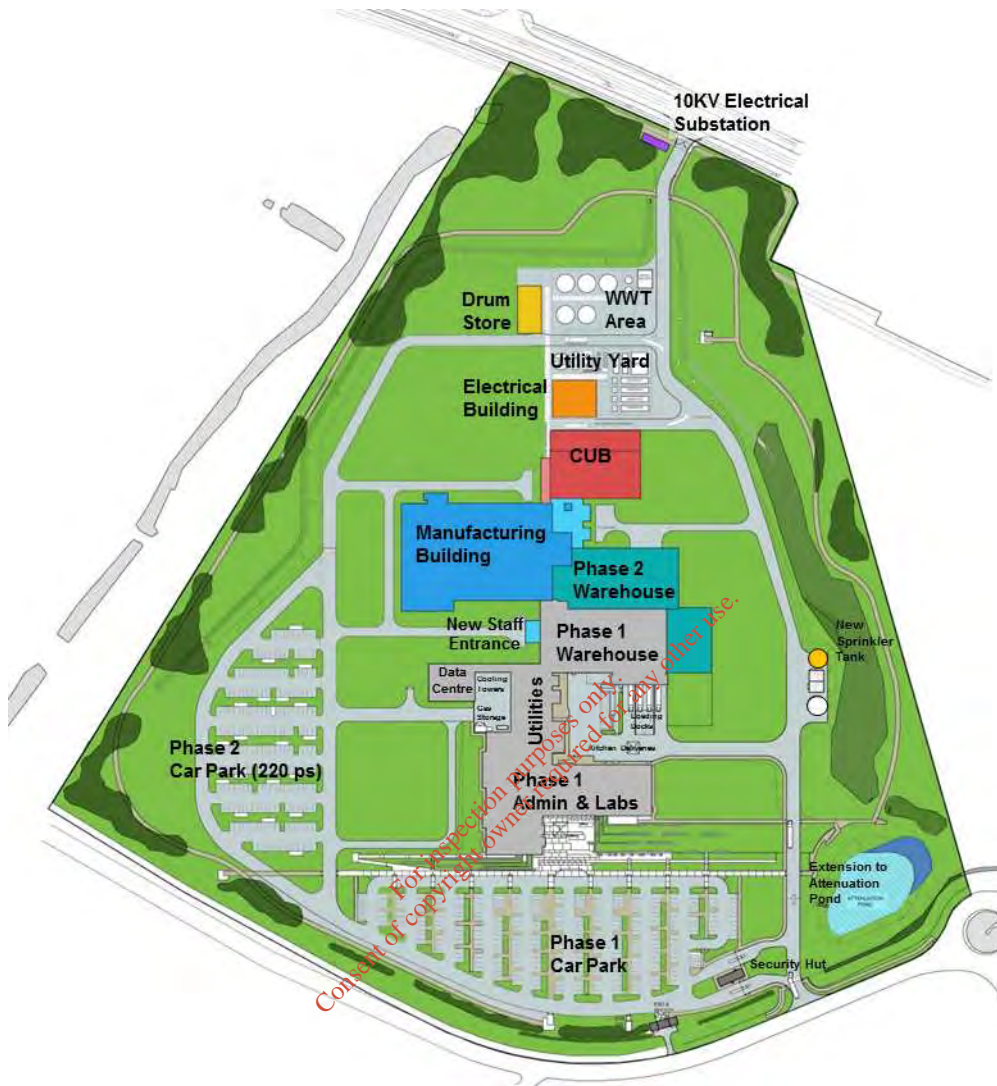 10KV Electrical
Substation
Drum
Store
WWT
Area
Utility Yard
Electrical
Building
CUB
Manufacturing
Building
Phase 2
Warehouse
New Staff
Entrance
Phase 1
Warehouse
New
Sprinkler
Tank
Data
Centre
Cooling
Towers
Gas
Storage
Utilities
Loading
Docks
Kitchen Deliveries
Phase 2
Car Park (220 ps)
Phase 1
Admin & Labs
Extension to
Attenuation
Pond
ATTENUATION
POND
Phase 1
Car Park
Security Hut
For inspection purposes only.
Consent of copyright owner required for any other use.